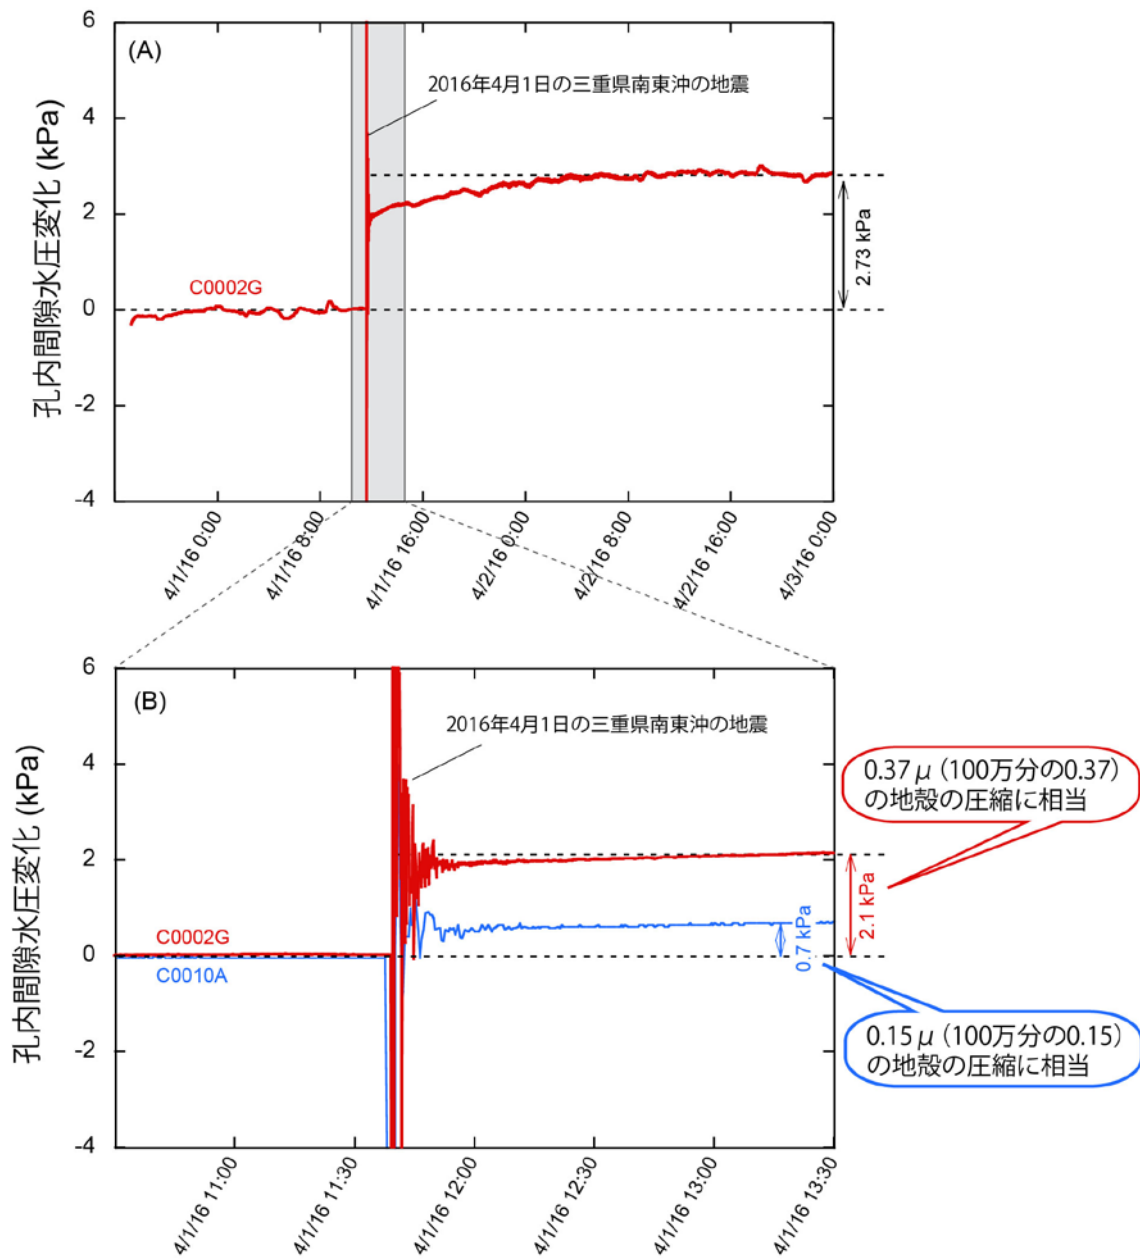 (A)
2016年4月1日の三重県南東沖の地震
孔内間隙水圧変化 (kPa)
6
4
2
0
-2
-4
C0002G
2.73 kPa
4/1/16 0:00
4/1/16 8:00
4/1/16 16:00
4/2/16 0:00
4/2/16 8:00
4/2/16 16:00
4/3/16 0:00
(B)
2016年4月1日の三重県南東沖の地震
孔内間隙水圧変化 (kPa)
6
4
2
0
-2
-4
C0002G
C0010A
0.7 kPa
2.1 kPa
0.37μ(100万分の0.37)
の地殻の圧縮に相当
0.15μ(100万分の0.15)
の地殻の圧縮に相当
4/1/16 11:00
4/1/16 11:30
4/1/16 12:00
4/1/16 12:30
4/1/16 13:00
4/1/16 13:30